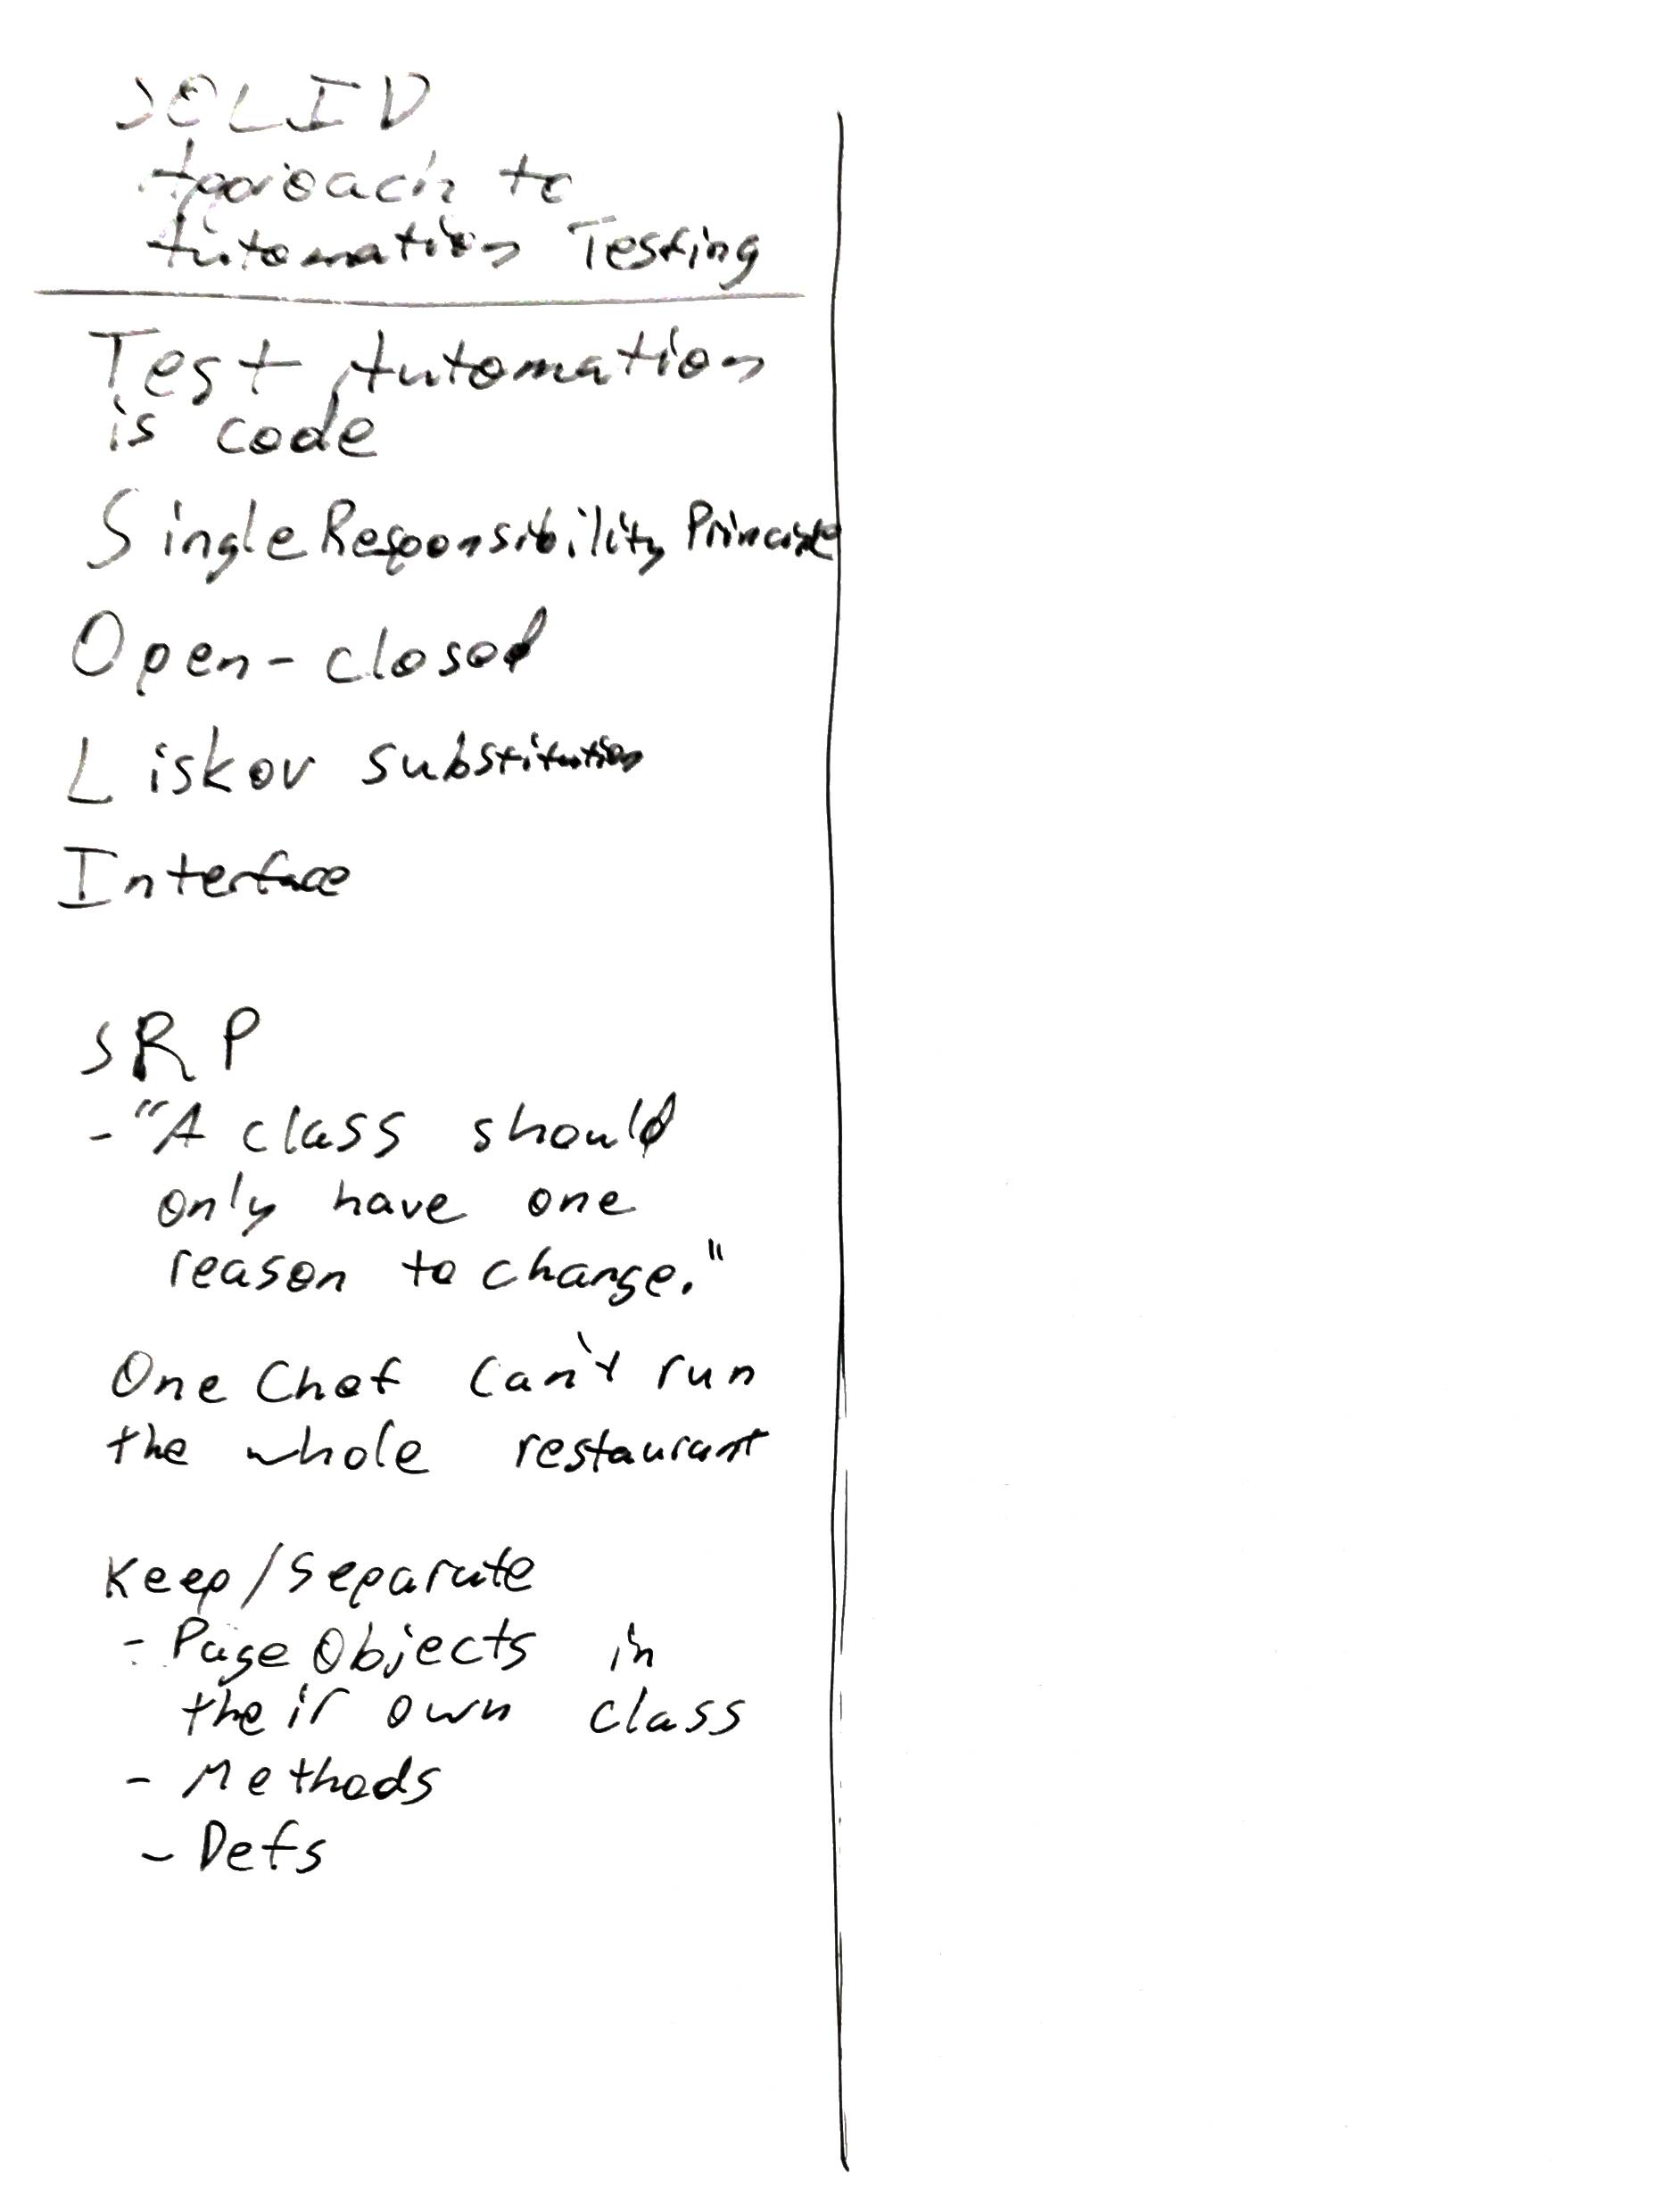 SOLID
Approach to
Automation Testing
Test Automation
is code
Single Responsibility Principle
Open-closed
Liskov substitution
Interface
SRP
- "A class should
only have one
reason to change."
One Chef can't run
the whole restaurant
Keep/Separate
- Page Objects in
their own class
- Methods
- Defs